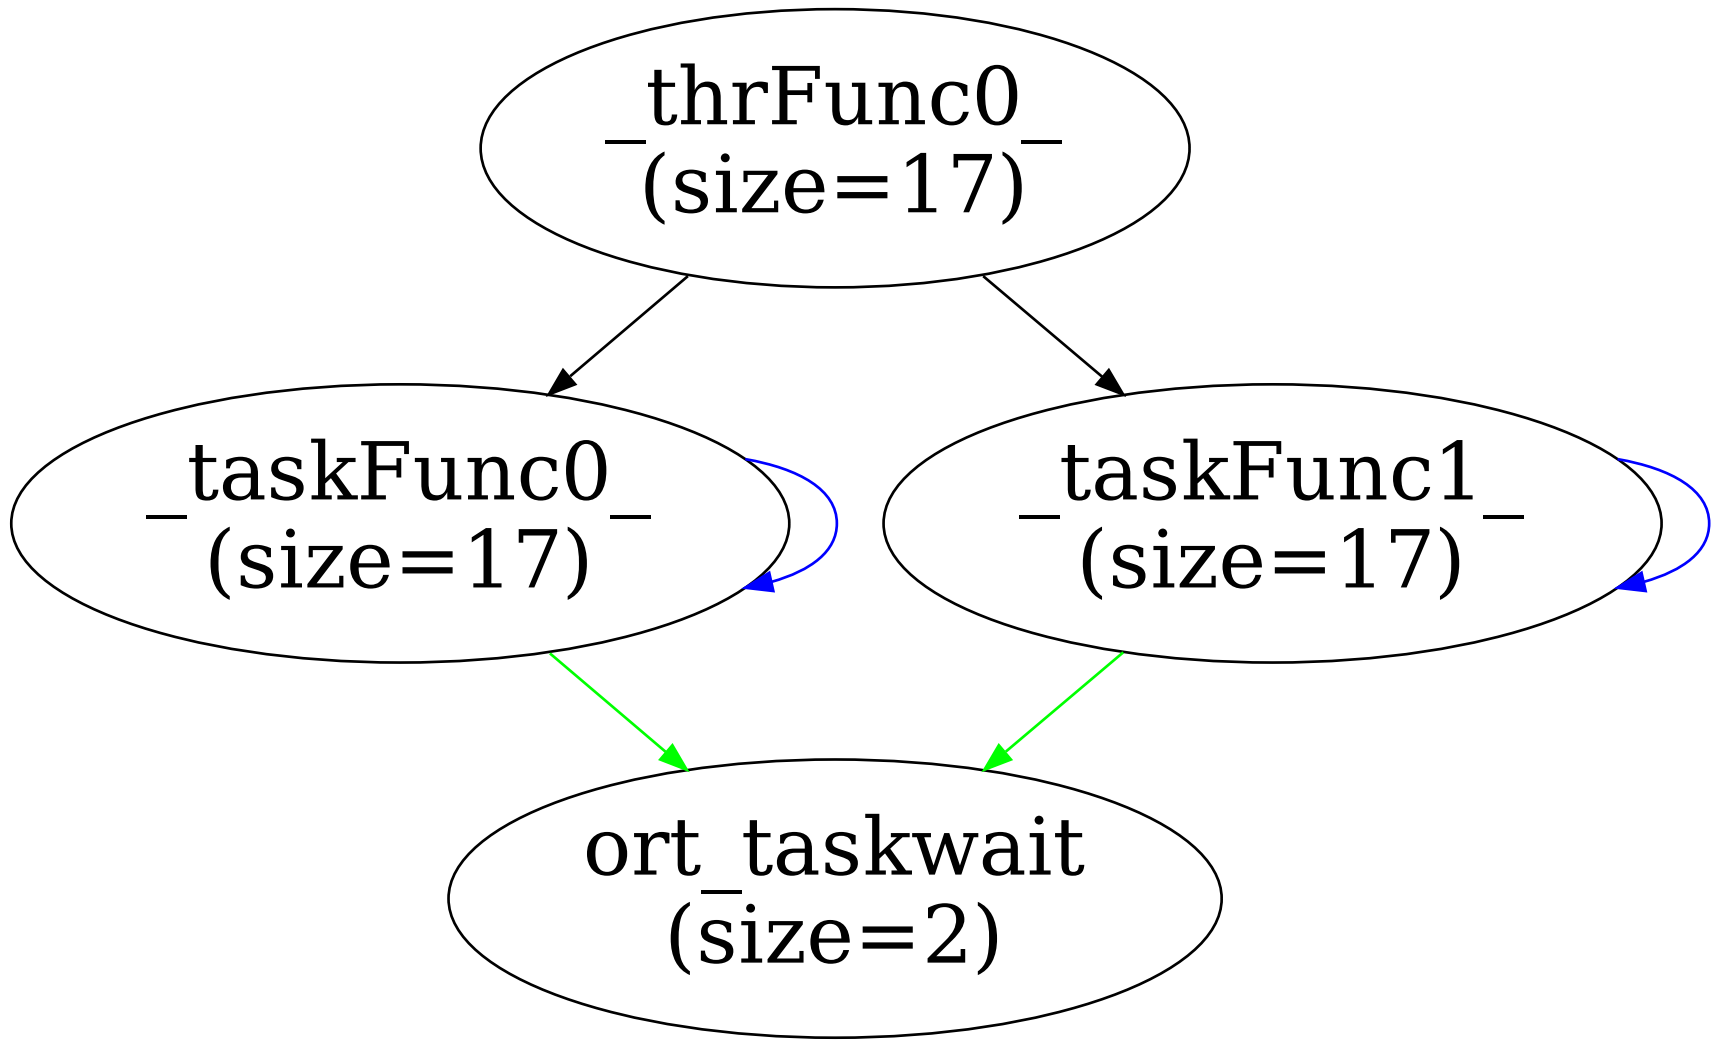 _thrFunc0_
(size=17)
_taskFunc0_
(size=17)
_taskFunc1_
(size=17)
ort_taskwait
(size=2)